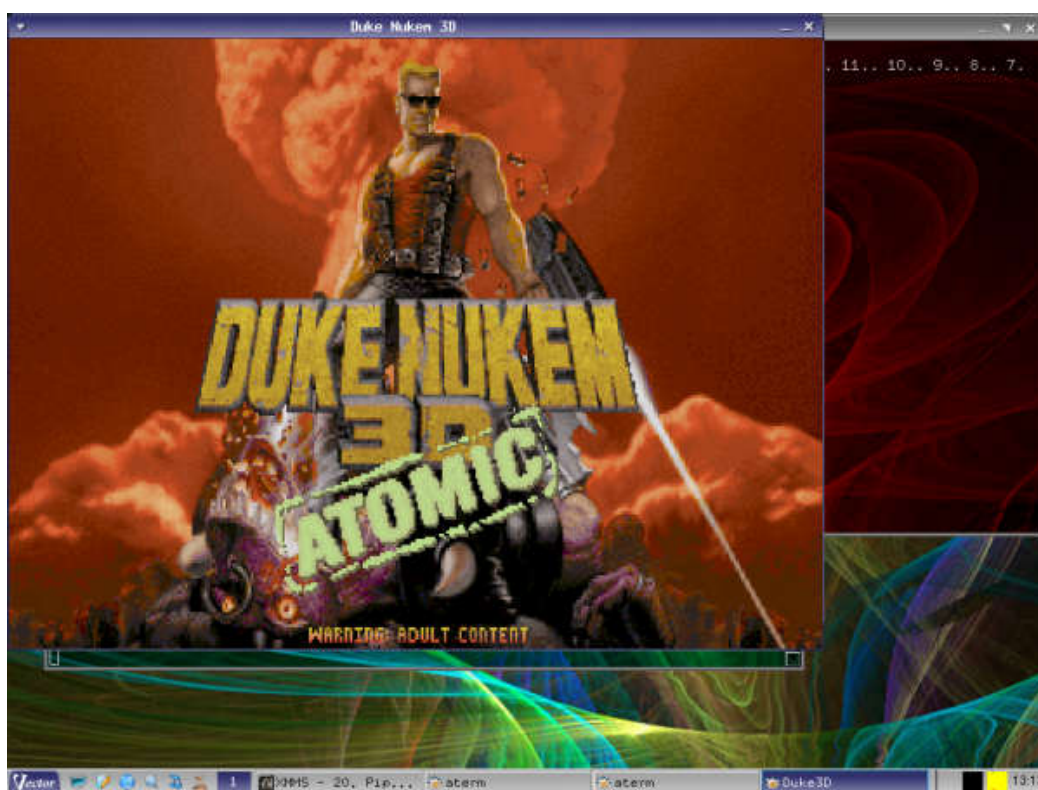 Duke Nukem 3D
. 11.. 10.. 9.. 8.. 7.
DUKE NUKEM
3D
ATOMIC
WARNING: ADULT CONTENT
Vector 1 XMMS - 20. Pip... aterm aterm Duke3D